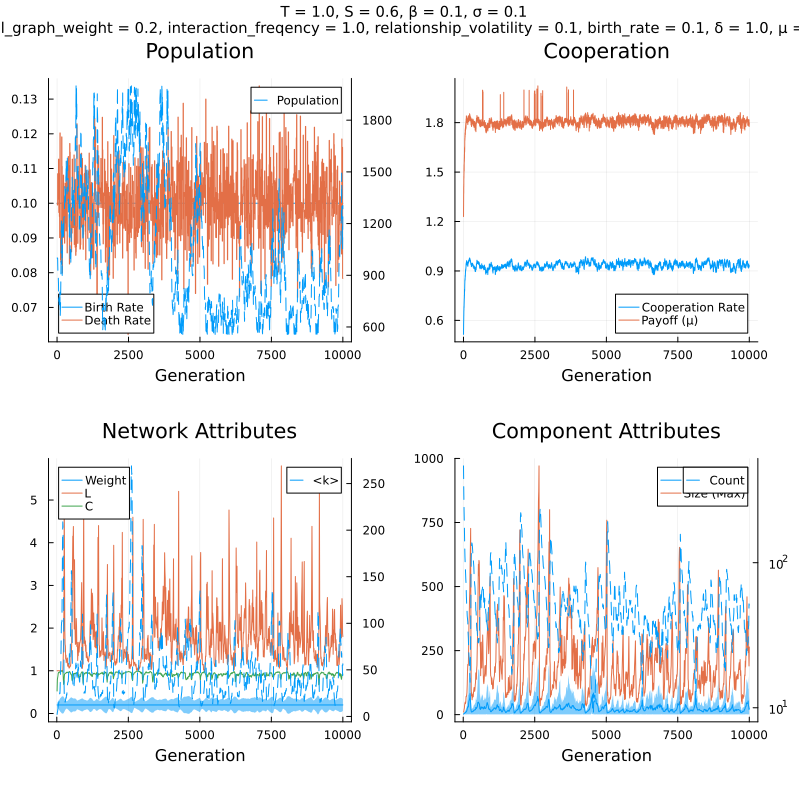 T = 1.0, S = 0.6, β = 0.1, σ = 0.1
l_graph_weight = 0.2, interaction_freqency = 1.0, relationship_volatility = 0.1, birth_rate = 0.1, δ = 1.0, μ =
Population
Cooperation
0.13
0.12
0.11
0.10
0.09
0.08
0.07
Population
Birth Rate
Death Rate
1800
1500
1200
900
600
0
2500
5000
7500
10000
Generation
1.8
1.5
1.2
0.9
0.6
Cooperation Rate
Payoff (μ)
0
2500
5000
7500
10000
Generation
Network Attributes
Component Attributes
5
4
3
2
1
0
Weight
L
C
<k>
250
200
150
100
50
0
0
2500
5000
7500
10000
Generation
1000
750
500
250
0
Count
Size (Max)
10²
10¹
0
2500
5000
7500
10000
Generation